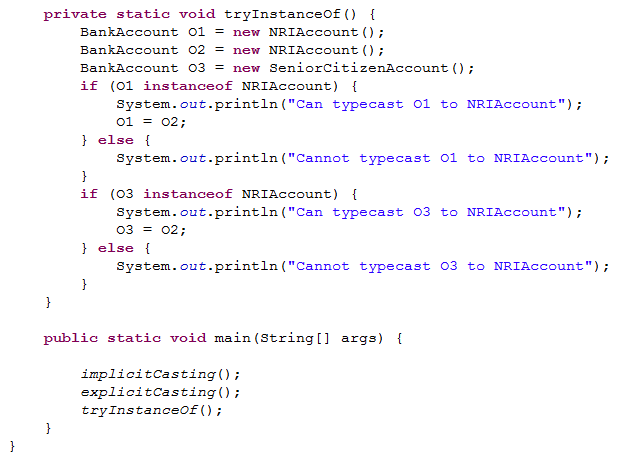 private static void tryInstanceOf() {
BankAccount O1 = new NRIAccount();
BankAccount O2 = new NRIAccount();
BankAccount O3 = new SeniorCitizenAccount();
if (O1 instanceof NRIAccount) {
System.out.println("Can typecast O1 to NRIAccount");
O1 = O2;
} else {
System.out.println("Cannot typecast O1 to NRIAccount");
}
if (O3 instanceof NRIAccount) {
System.out.println("Can typecast O3 to NRIAccount");
O3 = O2;
} else {
System.out.println("Cannot typecast O3 to NRIAccount");
}
}
public static void main(String[] args) {
implicitCasting();
explicitCasting();
tryInstanceOf();
}
}